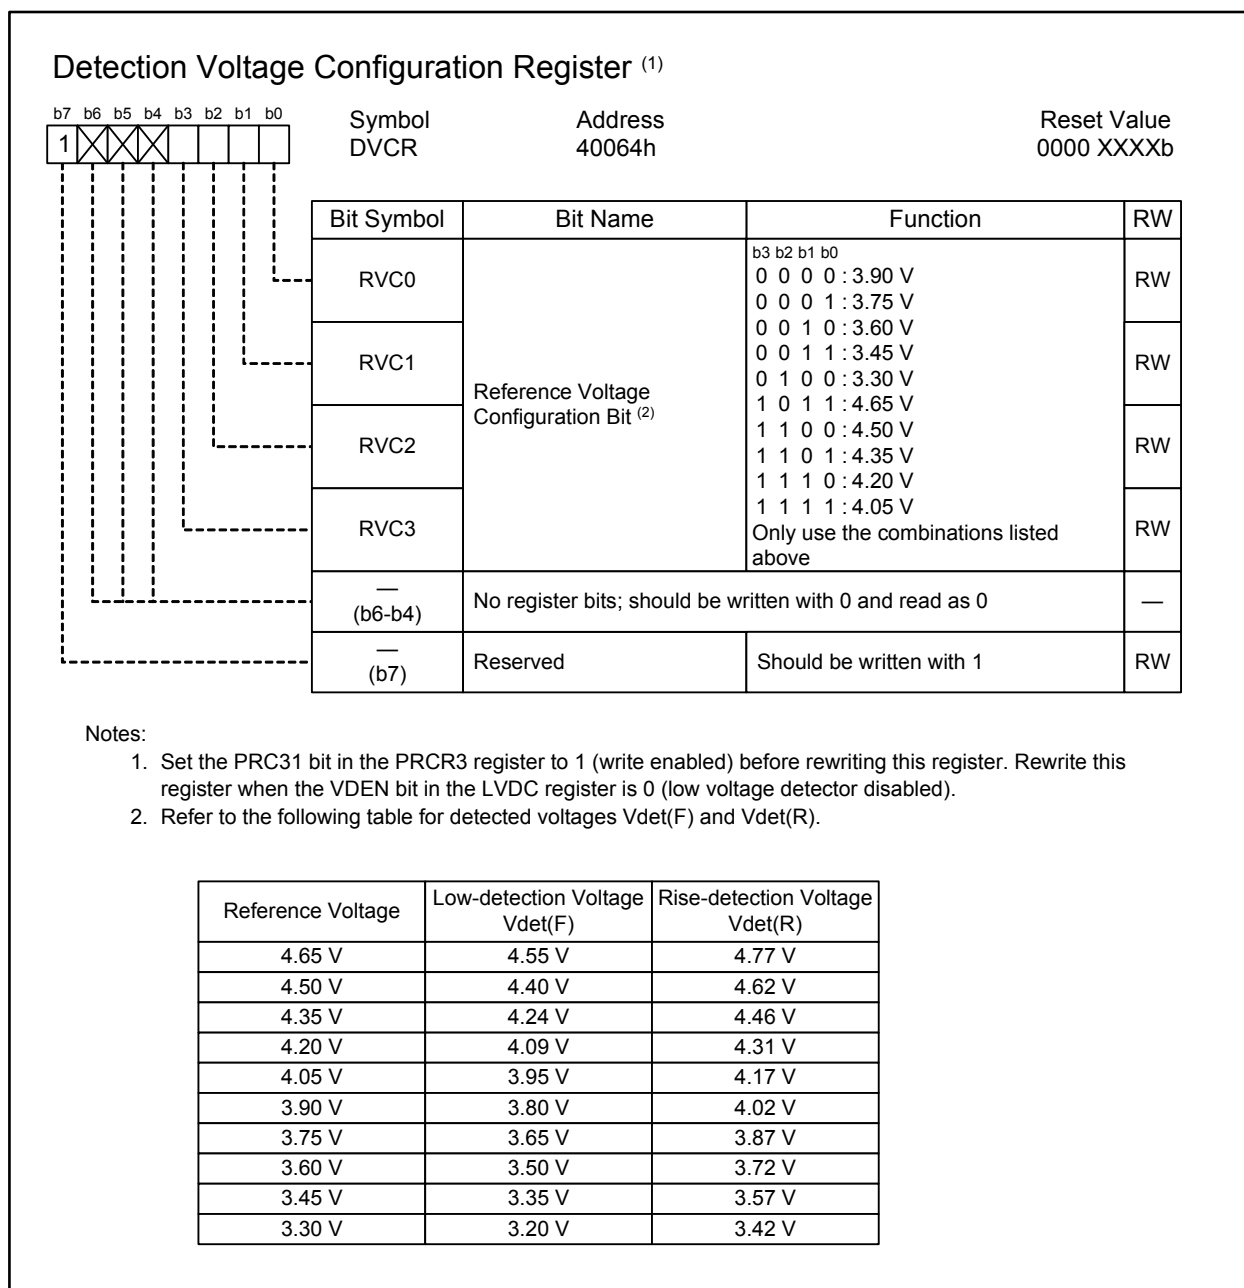 Detection Voltage Configuration Register (1)
b7 b6 b5 b4 b3 b2 b1 b0
1
Symbol Address Reset Value
DVCR 40064h 0000 XXXXb
Bit Symbol Bit Name Function RW
RVC0 RW
RVC1 RW
RVC2 RW
RVC3 RW
Reference Voltage
Configuration Bit (2)
b3 b2 b1 b0
0 0 0 0 : 3.90 V
0 0 0 1 : 3.75 V
0 0 1 0 : 3.60 V
0 0 1 1 : 3.45 V
0 1 0 0 : 3.30 V
1 0 1 1 : 4.65 V
1 1 0 0 : 4.50 V
1 1 0 1 : 4.35 V
1 1 1 0 : 4.20 V
1 1 1 1 : 4.05 V
Only use the combinations listed
above
—
(b6-b4) No register bits; should be written with 0 and read as 0 —
—
(b7) Reserved Should be written with 1 RW
Notes:
1. Set the PRC31 bit in the PRCR3 register to 1 (write enabled) before rewriting this register. Rewrite this
register when the VDEN bit in the LVDC register is 0 (low voltage detector disabled).
2. Refer to the following table for detected voltages Vdet(F) and Vdet(R).
Reference Voltage Low-detection Voltage Rise-detection Voltage
Vdet(F) Vdet(R)
4.65 V 4.55 V 4.77 V
4.50 V 4.40 V 4.62 V
4.35 V 4.24 V 4.46 V
4.20 V 4.09 V 4.31 V
4.05 V 3.95 V 4.17 V
3.90 V 3.80 V 4.02 V
3.75 V 3.65 V 3.87 V
3.60 V 3.50 V 3.72 V
3.45 V 3.35 V 3.57 V
3.30 V 3.20 V 3.42 V